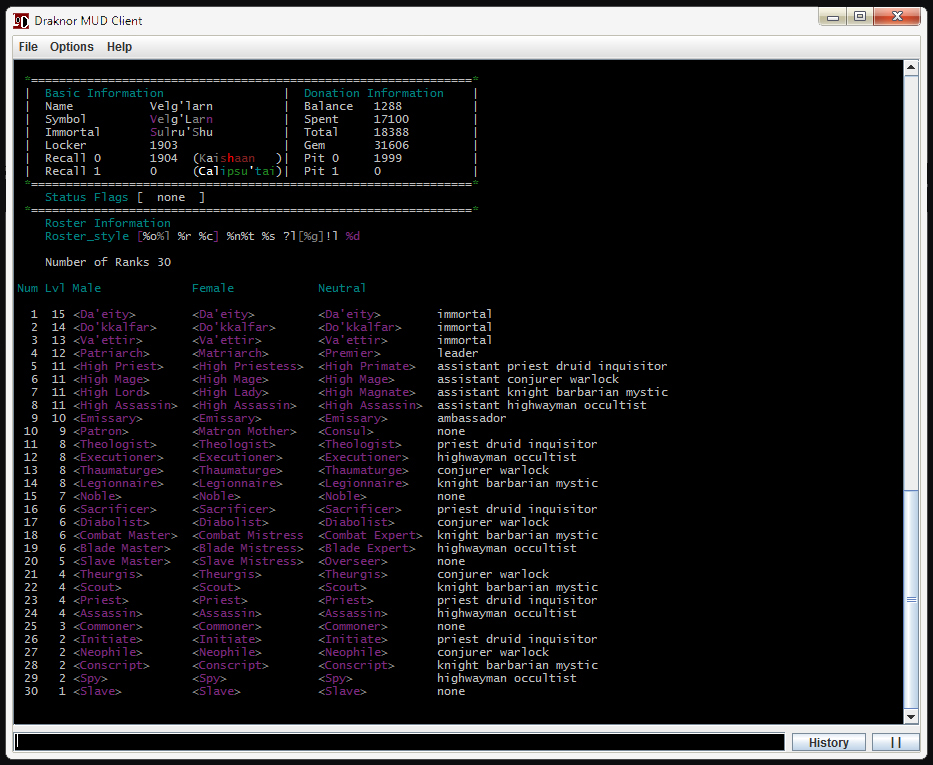 Draknor MUD Client
File Options Help
*===============================================================*
| Basic Information | Donation Information |
| Name Velg'larn | Balance 1288 |
| Symbol Velg'Larn | Spent 17100 |
| Immortal Sulru'Shu | Total 18388 |
| Locker 1903 | Gem 31606 |
| Recall 0 1904 (Kaishaan )| Pit 0 1999 |
| Recall 1 0 (Calipsu'tai)| Pit 1 0 |
*===============================================================*
Status Flags [ none ]
*===============================================================*
Roster Information
Roster_style [%o%l %r %c] %n%t %s ?l[%g]!l %d
Number of Ranks 30
Num Lvl Male Female Neutral
1 15 <Da'eity> <Da'eity> <Da'eity> immortal
2 14 <Do'kkalfar> <Do'kkalfar> <Do'kkalfar> immortal
3 13 <Va'ettir> <Va'ettir> <Va'ettir> immortal
4 12 <Patriarch> <Matriarch> <Premier> leader
5 11 <High Priest> <High Priestess> <High Primate> assistant priest druid inquisitor
6 11 <High Mage> <High Mage> <High Mage> assistant conjurer warlock
7 11 <High Lord> <High Lady> <High Magnate> assistant knight barbarian mystic
8 11 <High Assassin> <High Assassin> <High Assassin> assistant highwayman occultist
9 10 <Emissary> <Emissary> <Emissary> ambassador
10 9 <Patron> <Matron Mother> <Consul> none
11 8 <Theologist> <Theologist> <Theologist> priest druid inquisitor
12 8 <Executioner> <Executioner> <Executioner> highwayman occultist
13 8 <Thaumaturge> <Thaumaturge> <Thaumaturge> conjurer warlock
14 8 <Legionnaire> <Legionnaire> <Legionnaire> knight barbarian mystic
15 7 <Noble> <Noble> <Noble> none
16 6 <Sacrificer> <Sacrificer> <Sacrificer> priest druid inquisitor
17 6 <Diabolist> <Diabolist> <Diabolist> conjurer warlock
18 6 <Combat Master> <Combat Mistress <Combat Expert> knight barbarian mystic
19 6 <Blade Master> <Blade Mistress> <Blade Expert> highwayman occultist
20 5 <Slave Master> <Slave Mistress> <Overseer> none
21 4 <Theurgis> <Theurgis> <Theurgis> conjurer warlock
22 4 <Scout> <Scout> <Scout> knight barbarian mystic
23 4 <Priest> <Priest> <Priest> priest druid inquisitor
24 4 <Assassin> <Assassin> <Assassin> highwayman occultist
25 3 <Commoner> <Commoner> <Commoner> none
26 2 <Initiate> <Initiate> <Initiate> priest druid inquisitor
27 2 <Neophile> <Neophile> <Neophile> conjurer warlock
28 2 <Conscript> <Conscript> <Conscript> knight barbarian mystic
29 2 <Spy> <Spy> <Spy> highwayman occultist
30 1 <Slave> <Slave> <Slave> none
History ||